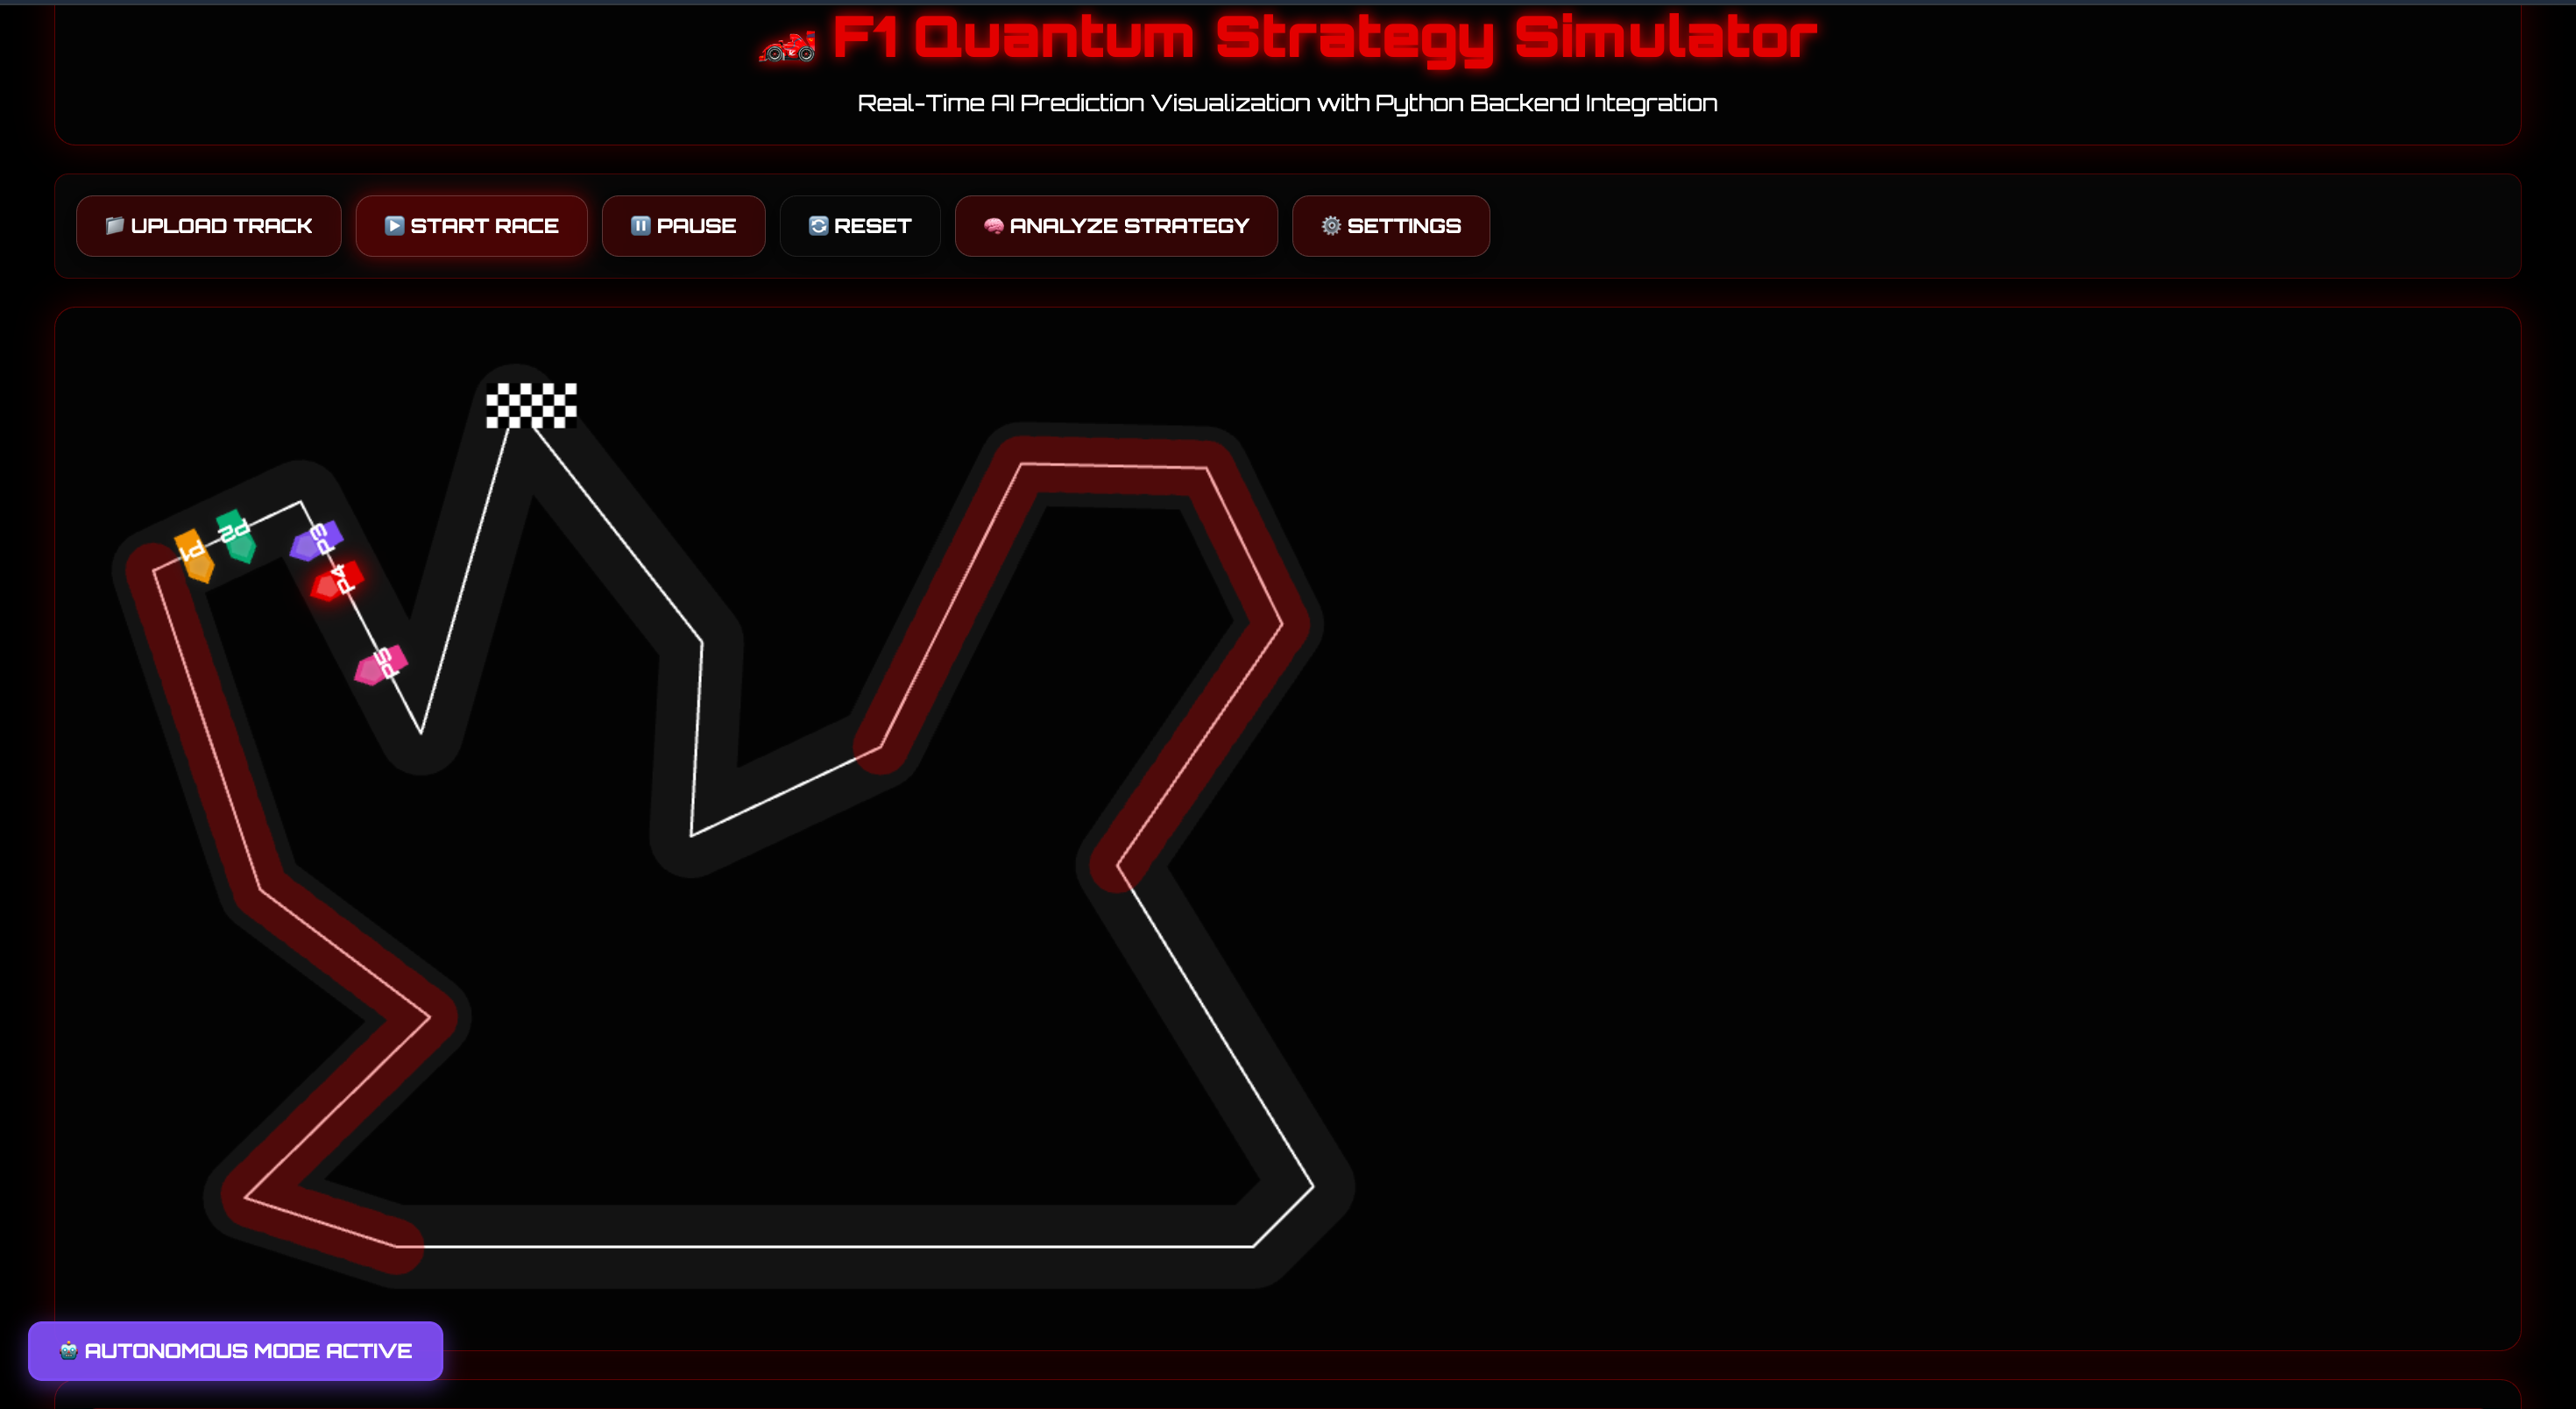 F1 Quantum Strategy Simulator
Real-Time AI Prediction Visualization with Python Backend Integration
UPLOAD TRACK
START RACE
PAUSE
RESET
ANALYZE STRATEGY
SETTINGS
P1
P2
P3
P4
P5
AUTONOMOUS MODE ACTIVE